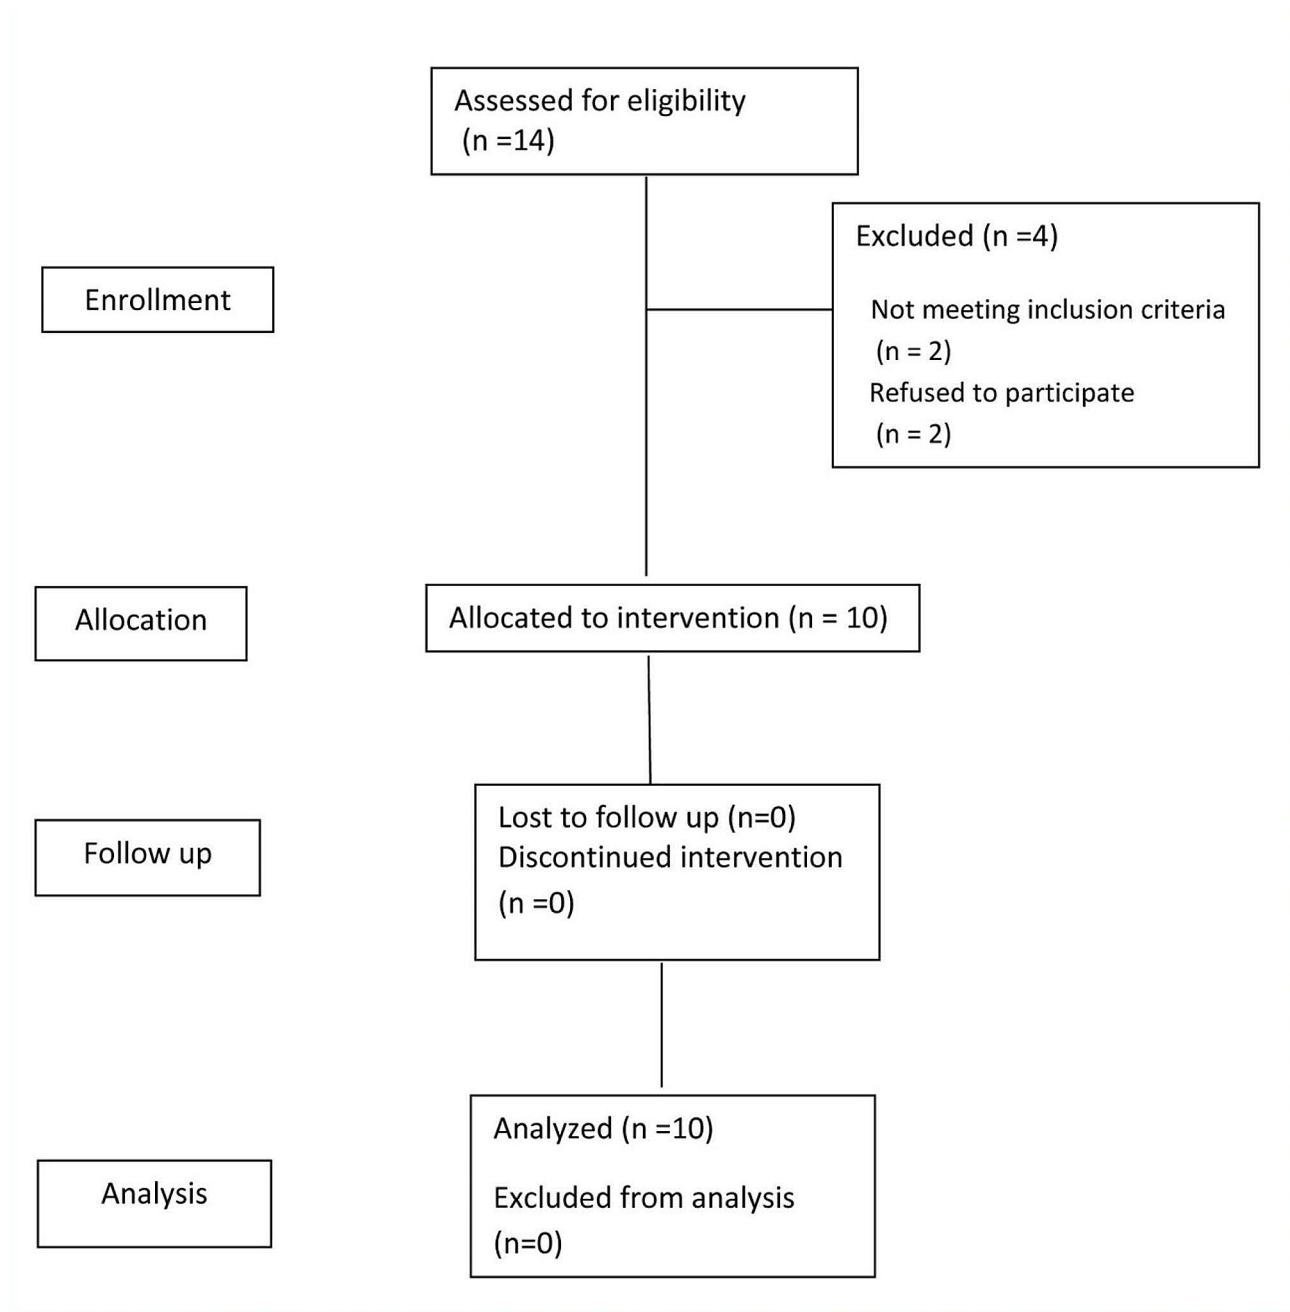 Assessed for eligibility
(n =14)
Excluded (n =4)
Not meeting inclusion criteria
(n = 2)
Refused to participate
(n = 2)
Enrollment
Allocation
Allocated to intervention (n = 10)
Follow up
Lost to follow up (n=0)
Discontinued intervention
(n =0)
Analysis
Analyzed (n =10)
Excluded from analysis
(n=0)